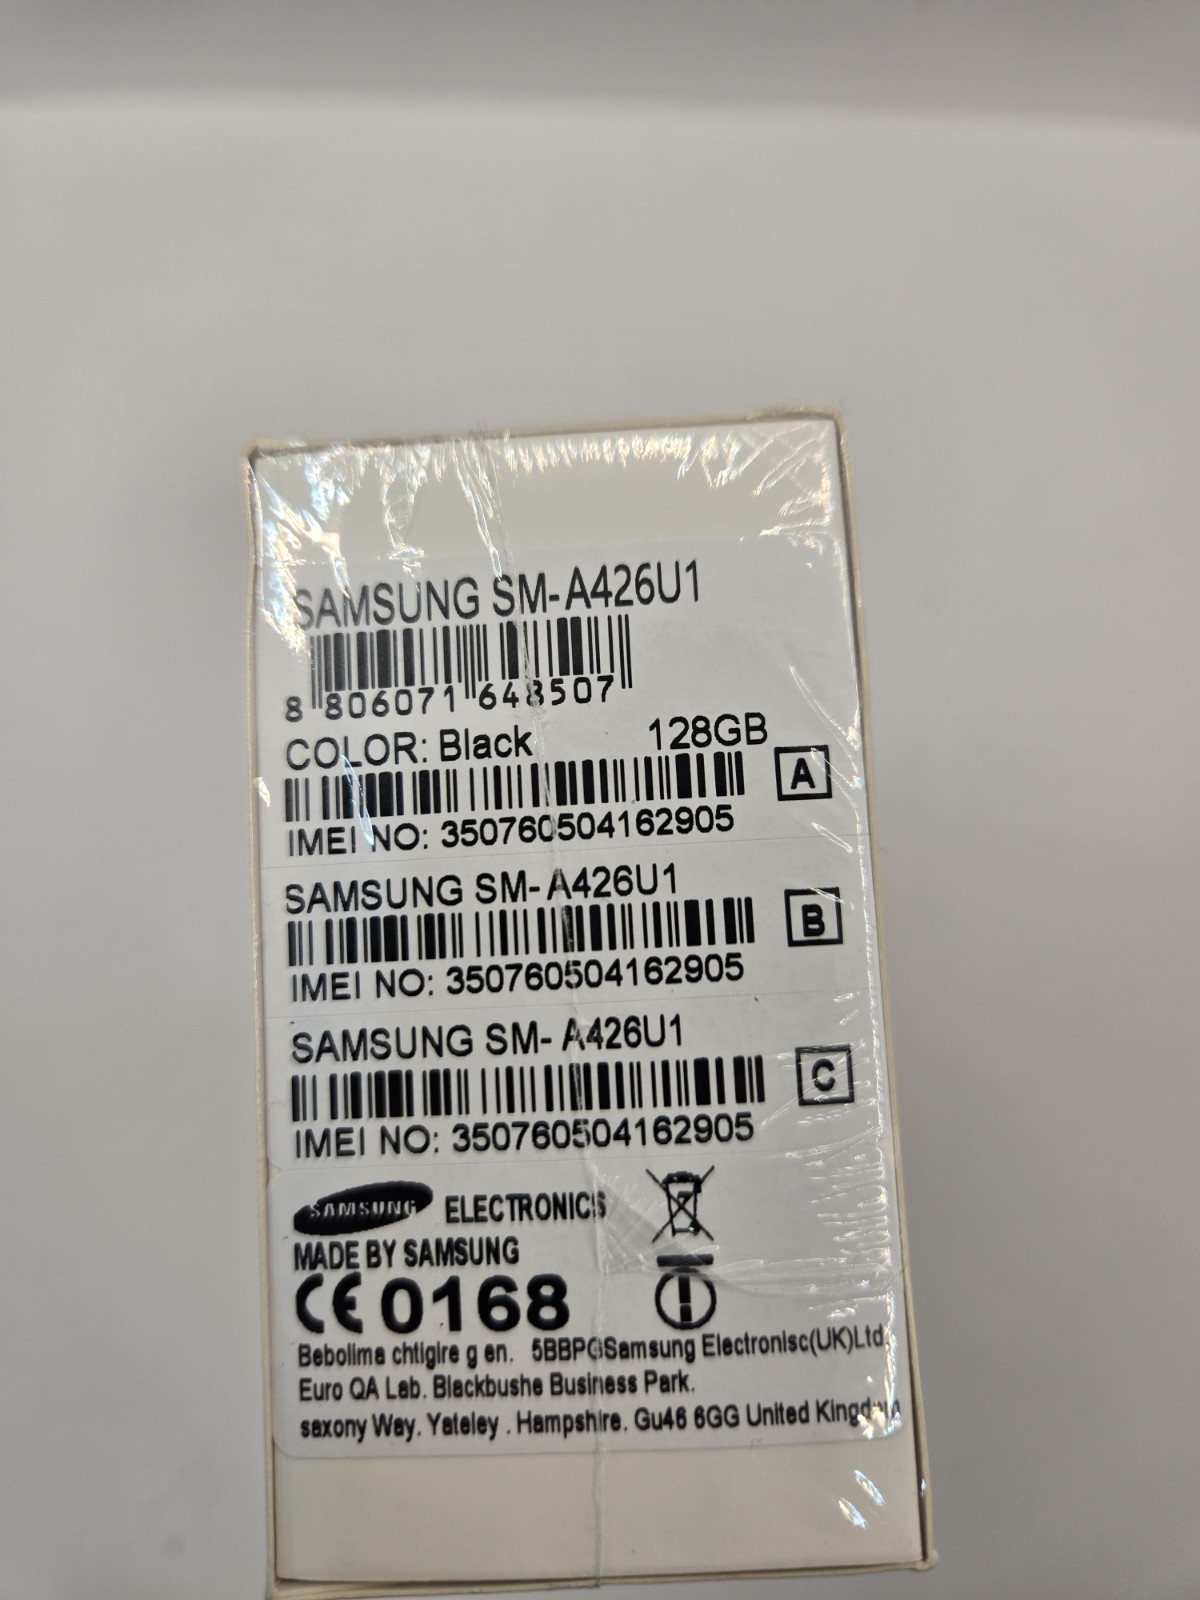 SAMSUNG SM-A426U1
8 806071 648507
COLOR: Black 128GB
A
IMEI NO: 350760504162905
SAMSUNG SM- A426U1
B
IMEI NO: 350760504162905
SAMSUNG SM- A426U1
C
IMEI NO: 350760504162905
SAMSUNG ELECTRONICS
MADE BY SAMSUNG
CE 0168
Bebolima chtigire g en. 5BBPGSamsung Electronisc(UK)Ltd.
Euro QA Lab. Blackbushe Business Park.
saxony Way. Yateley . Hampshire. Gu46 6GG United Kingdom